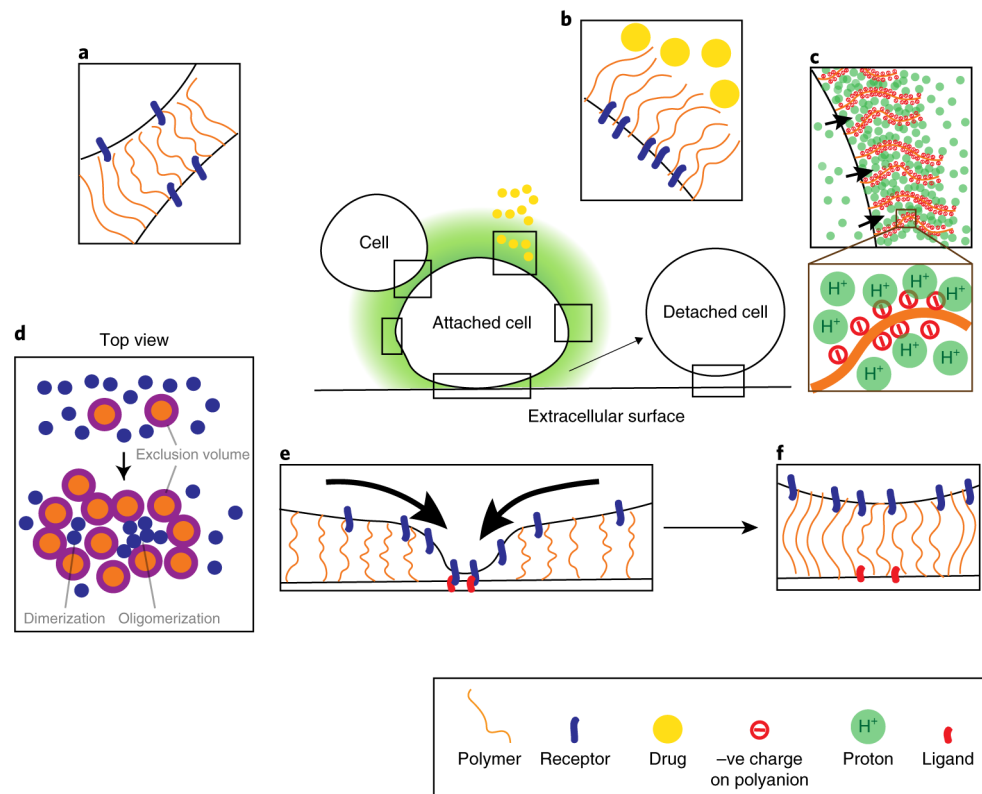 a
b
c
Cell
Attached cell
Detached cell
Extracellular surface
H⁺
H⁺
H⁺
H⁺
H⁺
H⁺
H⁺
H⁺
d
Top view
Exclusion volume
Dimerization
Oligomerization
e
f
Polymer
Receptor
Drug
–ve charge
on polyanion
H⁺
Proton
Ligand